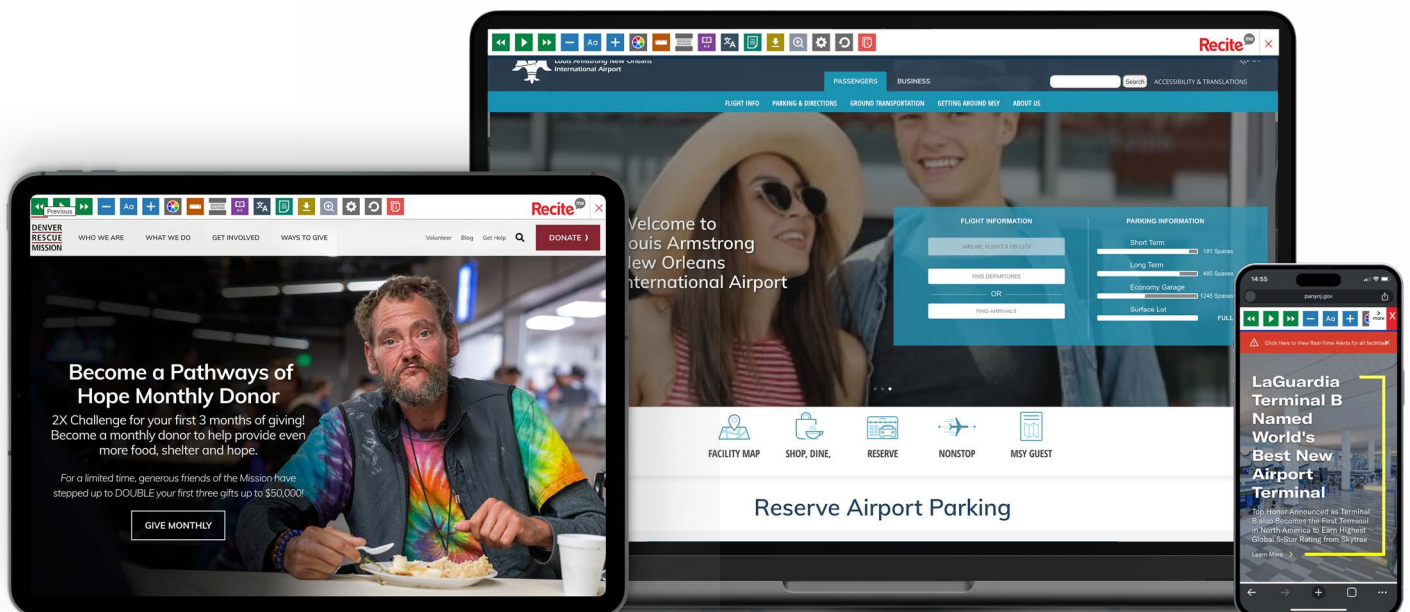 Aa
Recite me
Louis Armstrong New Orleans
International Airport
PASSENGERS BUSINESS
Search ACCESSIBILITY & TRANSLATIONS
FLIGHT INFO PARKING & DIRECTIONS GROUND TRANSPORTATION GETTING AROUND MSY ABOUT US
Welcome to
Louis Armstrong
New Orleans
International Airport
FLIGHT INFORMATION
AIRLINE, FLIGHT # OR CITY
FIND DEPARTURES
OR
FIND ARRIVALS
PARKING INFORMATION
Short Term
181 Spaces
Long Term
485 Spaces
Economy Garage
1245 Spaces
Surface Lot
FULL
FACILITY MAP SHOP, DINE, RESERVE NONSTOP MSY GUEST
Reserve Airport Parking
Previous
Aa
Recite me
DENVER
RESCUE
MISSION
WHO WE ARE WHAT WE DO GET INVOLVED WAYS TO GIVE
Volunteer Blog Get Help DONATE
Become a Pathways of
Hope Monthly Donor
2X Challenge for your first 3 months of giving!
Become a monthly donor to help provide even
more food, shelter and hope.
For a limited time, generous friends of the Mission have
stepped up to DOUBLE your first three gifts up to $50,000!
GIVE MONTHLY
14:55
panynj.gov
Aa
> more X
Click Here to View Real-Time Alerts for all facilities
LaGuardia
Terminal B
Named
World's
Best New
Airport
Terminal
Top Honor Announced as Terminal
B also Becomes the First Terminal
in North America to Earn Highest
Global 5-Star Rating from Skytrax
Learn More >